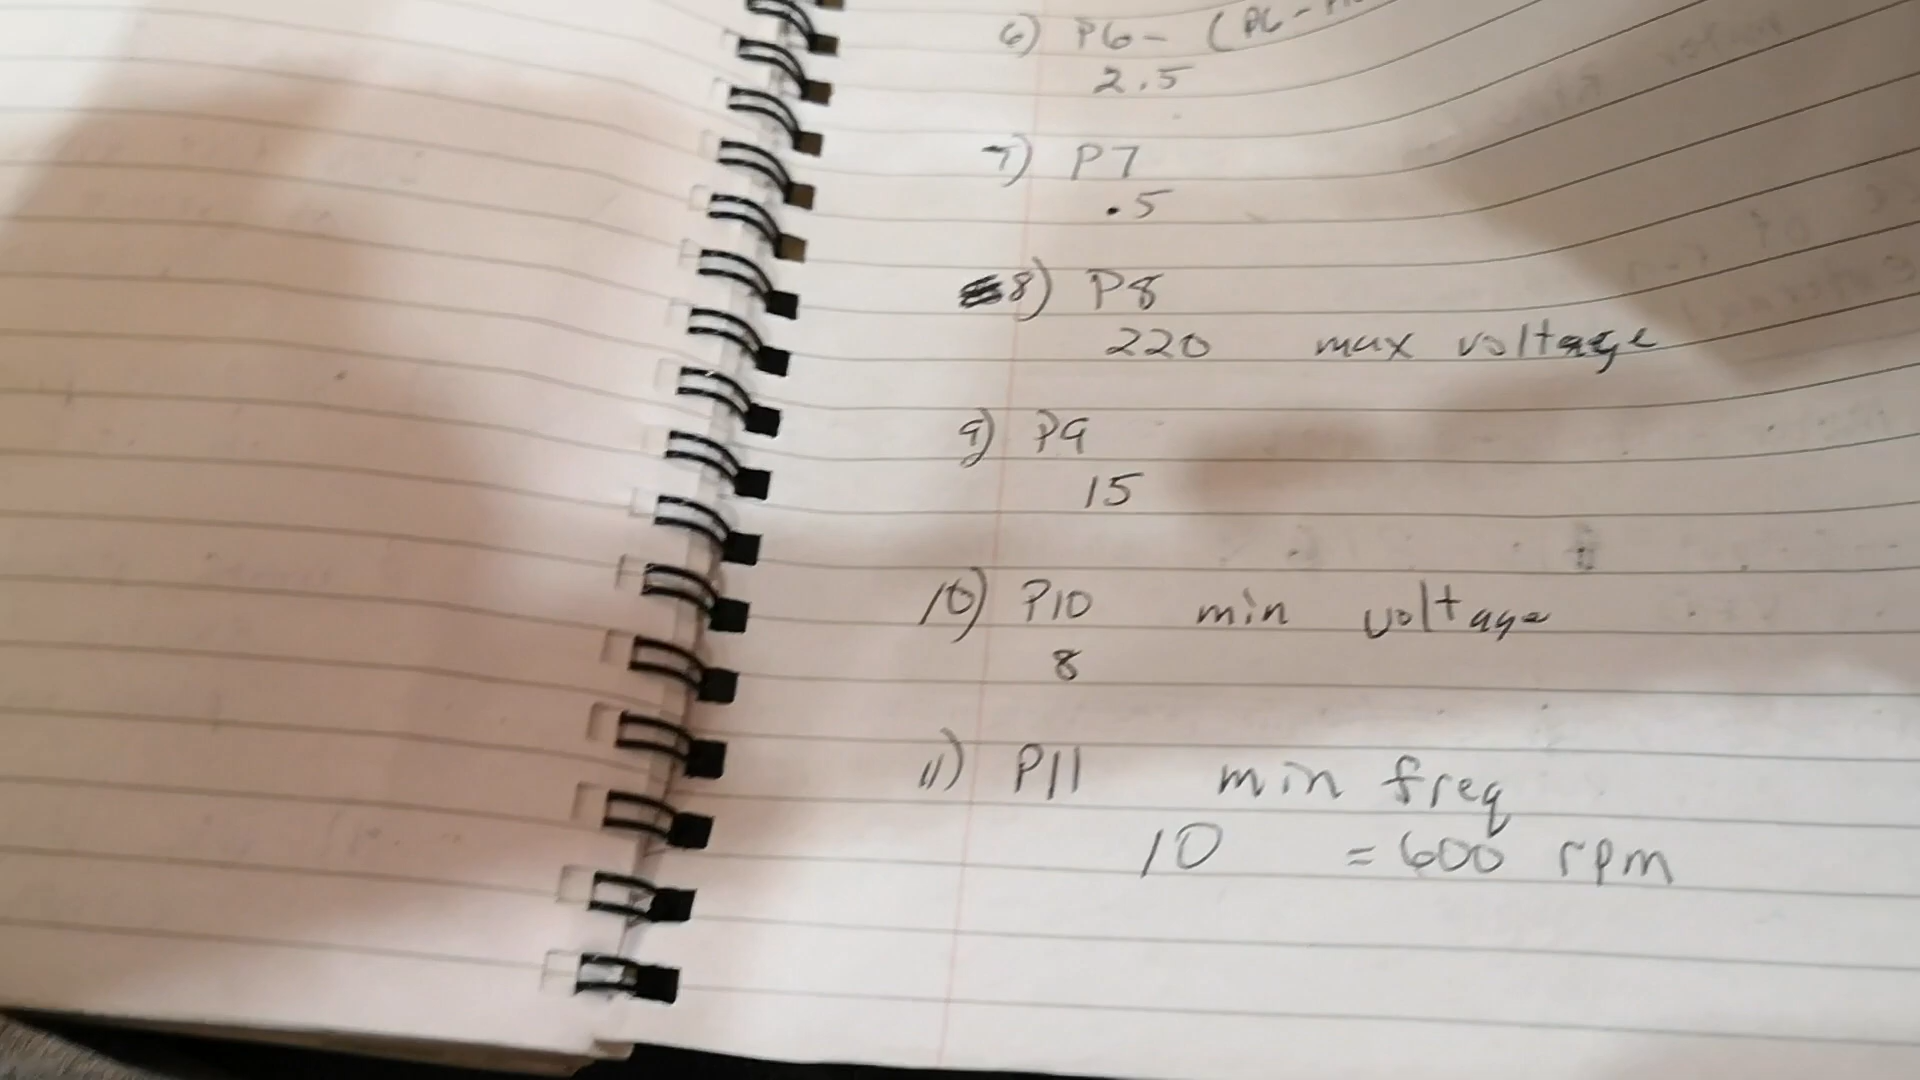 6) P6 - (P6 -
2.5
7) P7
.5
8) P8
220 max voltage
9) P9
15
10) P10 min voltage
8
11) P11 min freq
10 = 600 rpm